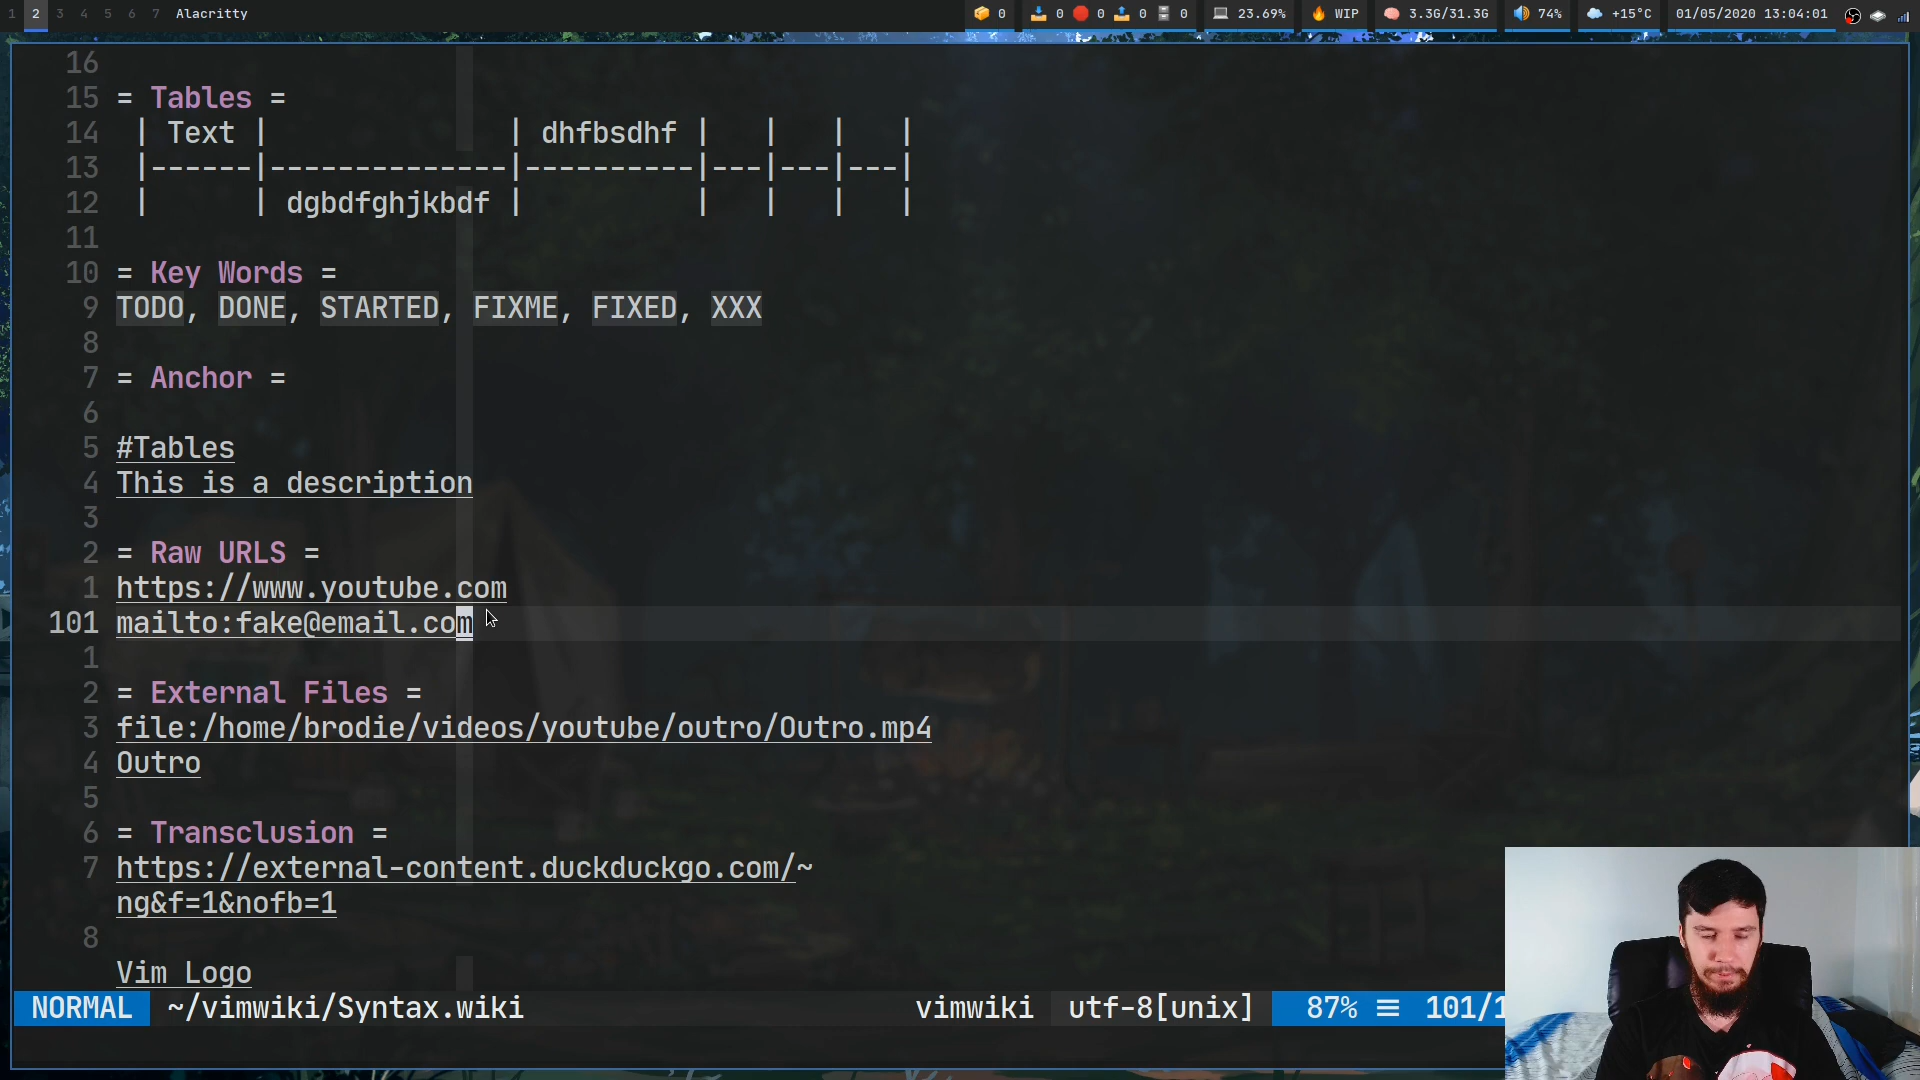 1 2 3 4 5 6 7 Alacritty 0 0 0 0 0 23.69% WIP 3.3G/31.3G 74% +15°C 01/05/2020 13:04:01
16
15 = Tables =
14 | Text | | dhfbsdhf | | | |
13 |------|--------------|----------|---|---|---|
12 | | dgbdfghjkbdf | | | | |
11
10 = Key Words =
9 TODO, DONE, STARTED, FIXME, FIXED, XXX
8
7 = Anchor =
6
5 #Tables
4 This is a description
3
2 = Raw URLS =
1 https://www.youtube.com
101 mailto:fake@email.com
1
2 = External Files =
3 file:/home/brodie/videos/youtube/outro/Outro.mp4
4 Outro
5
6 = Transclusion =
7 https://external-content.duckduckgo.com/~
ng&f=1&nofb=1
8
Vim Logo
NORMAL ~/vimwiki/Syntax.wiki vimwiki utf-8[unix] 87% ≡ 101/1